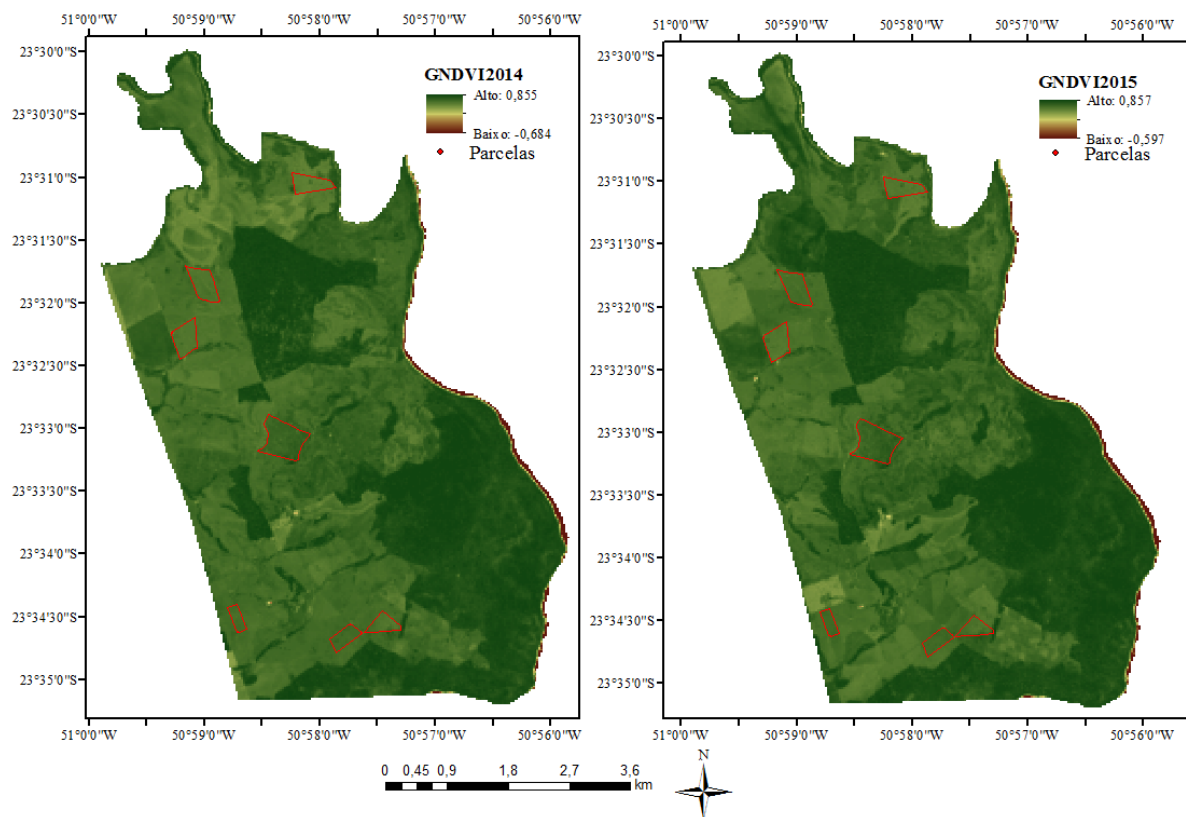 51°0'0"W 50°59'0"W 50°58'0"W 50°57'0"W 50°56'0"W
23°30'0"S
23°30'30"S
23°31'0"S
23°31'30"S
23°32'0"S
23°32'30"S
23°33'0"S
23°33'30"S
23°34'0"S
23°34'30"S
23°35'0"S
GNDVI2014
Alto: 0,855
Baixo: -0,684
Parcelas
51°0'0"W 50°59'0"W 50°58'0"W 50°57'0"W 50°56'0"W
51°0'0"W 50°59'0"W 50°58'0"W 50°57'0"W 50°56'0"W
23°30'0"S
23°30'30"S
23°31'0"S
23°31'30"S
23°32'0"S
23°32'30"S
23°33'0"S
23°33'30"S
23°34'0"S
23°34'30"S
23°35'0"S
GNDVI2015
Alto: 0,857
Baixo: -0,597
Parcelas
51°0'0"W 50°59'0"W 50°58'0"W 50°57'0"W 50°56'0"W
0 0,45 0,9 1,8 2,7 3,6
km
N